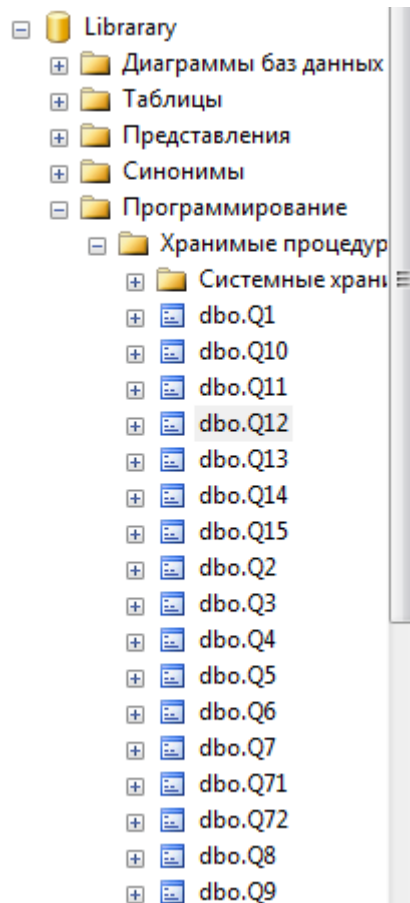 Librarary
Диаграммы баз данных
Таблицы
Представления
Синонимы
Программирование
Хранимые процедур
Системные храни
dbo.Q1
dbo.Q10
dbo.Q11
dbo.Q12
dbo.Q13
dbo.Q14
dbo.Q15
dbo.Q2
dbo.Q3
dbo.Q4
dbo.Q5
dbo.Q6
dbo.Q7
dbo.Q71
dbo.Q72
dbo.Q8
dbo.Q9